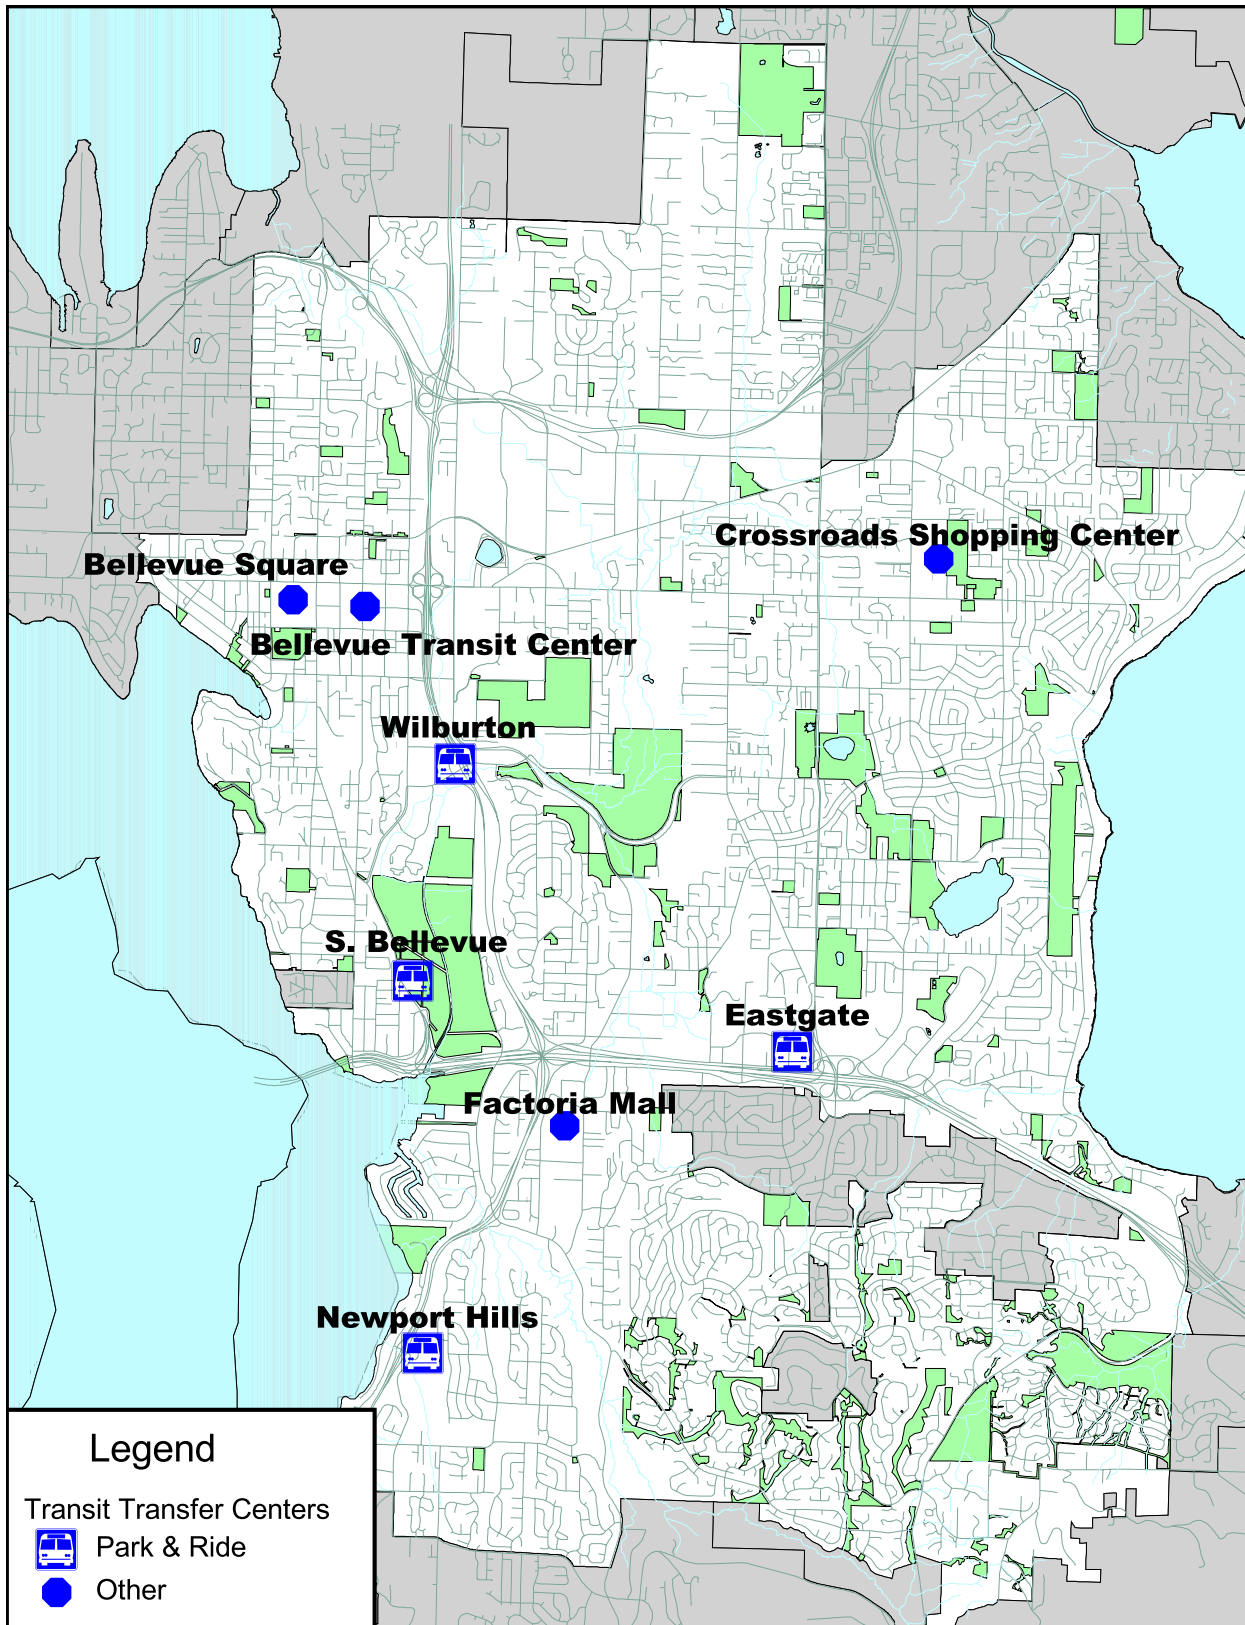 Crossroads Shopping Center
Bellevue Square
Bellevue Transit Center
Wilburton
S. Bellevue
Eastgate
Factoria Mall
Newport Hills
Legend
Transit Transfer Centers
Park & Ride
Other